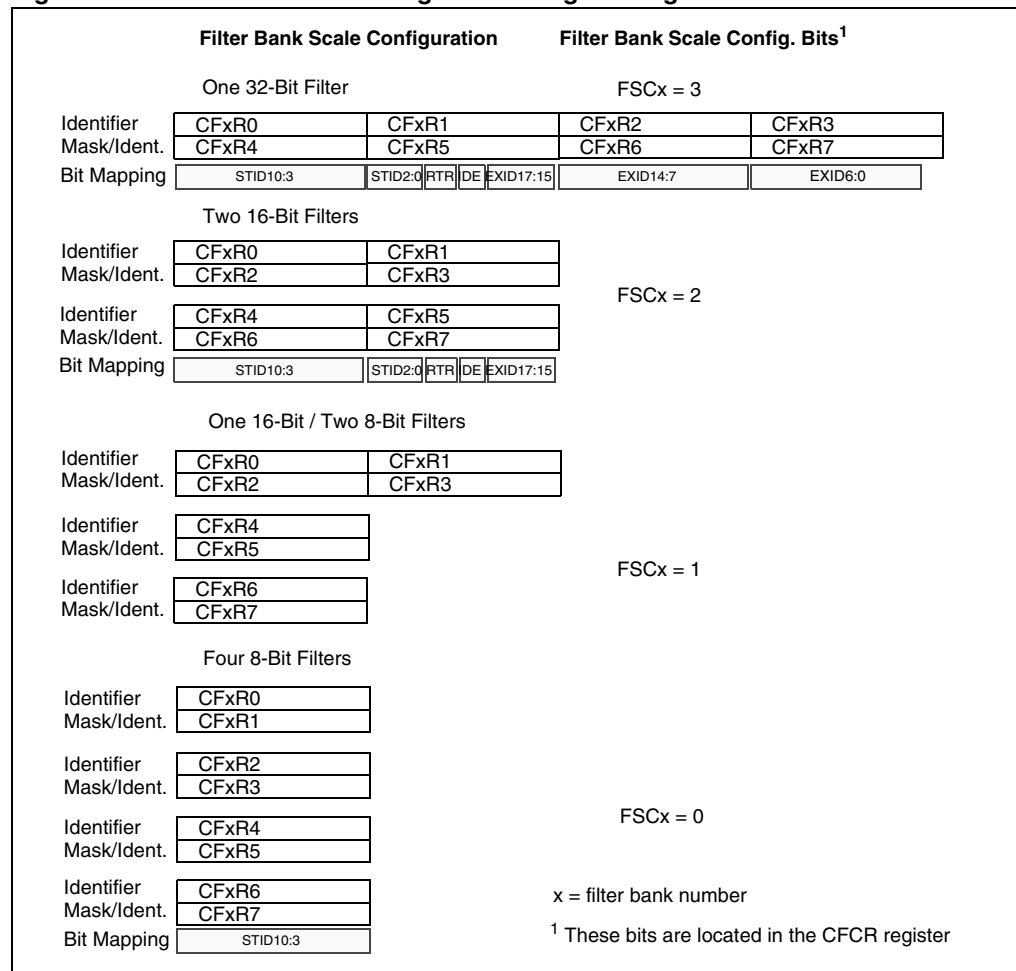 Filter Bank Scale Configuration Filter Bank Scale Config. Bits1
One 32-Bit Filter FSCx = 3
Identifier CFxR0 CFxR1 CFxR2 CFxR3
Mask/Ident. CFxR4 CFxR5 CFxR6 CFxR7
Bit Mapping STID10:3 STID2:0 RTR IDE EXID17:15 EXID14:7 EXID6:0
Two 16-Bit Filters
Identifier CFxR0 CFxR1
Mask/Ident. CFxR2 CFxR3
FSCx = 2
Identifier CFxR4 CFxR5
Mask/Ident. CFxR6 CFxR7
Bit Mapping STID10:3 STID2:0 RTR IDE EXID17:15
One 16-Bit / Two 8-Bit Filters
Identifier CFxR0 CFxR1
Mask/Ident. CFxR2 CFxR3
Identifier CFxR4
Mask/Ident. CFxR5
FSCx = 1
Identifier CFxR6
Mask/Ident. CFxR7
Four 8-Bit Filters
Identifier CFxR0
Mask/Ident. CFxR1
Identifier CFxR2
Mask/Ident. CFxR3
FSCx = 0
Identifier CFxR4
Mask/Ident. CFxR5
Identifier CFxR6
x = filter bank number
Mask/Ident. CFxR7
Bit Mapping STID10:3
1 These bits are located in the CFCR register